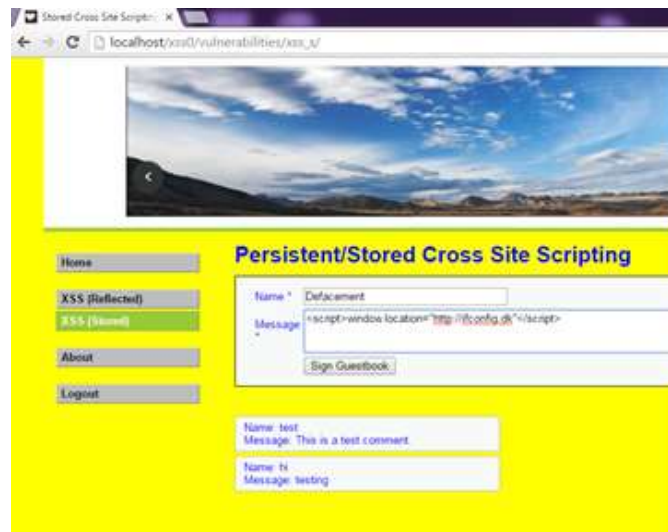 Stored Cross Site Scripting
localhost/xss0/vulnerabilities/xss_s/
Persistent/Stored Cross Site Scripting
Home
XSS (Reflected)
XSS (Stored)
About
Logout
Name * Defacement
Message * <script>window.location="http://ifconfig.dk"</script>
Sign Guestbook
Name: test
Message: This is a test comment.
Name: hi
Message: testing